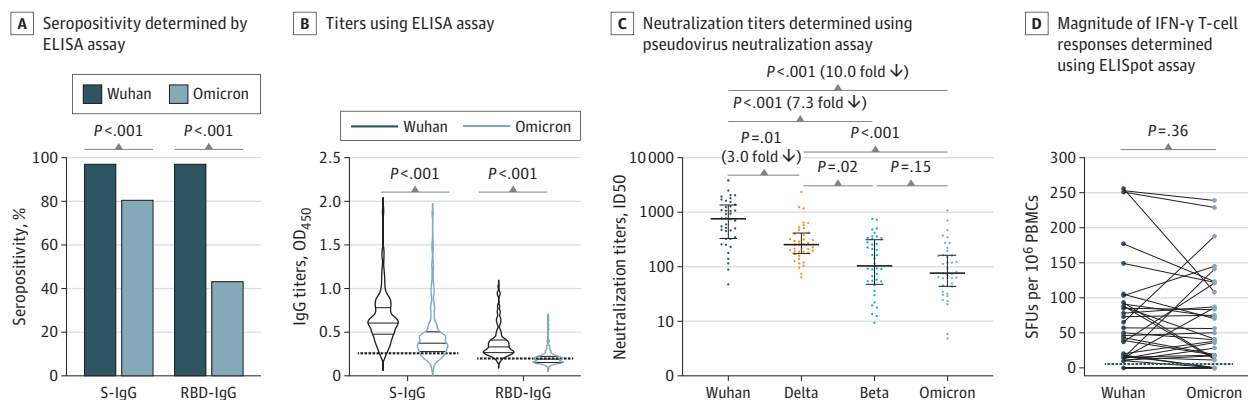 A Seropositivity determined by
ELISA assay
Wuhan Omicron
P <.001 P <.001
100
80
60
40
20
0
Seropositivity, %
S-IgG RBD-IgG
B Titers using ELISA assay
Wuhan Omicron
2.5
2.0
1.5
1.0
0.5
0
IgG titers, OD450
P <.001 P <.001
S-IgG RBD-IgG
C Neutralization titers determined using
pseudovirus neutralization assay
P <.001 (10.0 fold ↓)
P <.001 (7.3 fold ↓)
P =.01
(3.0 fold ↓)
P <.001
P =.02
P =.15
10 000
1000
100
10
1
Neutralization titers, ID50
Wuhan Delta Beta Omicron
D Magnitude of IFN-γ T-cell
responses determined
using ELISpot assay
P =.36
300
250
200
150
100
50
0
SFUs per 10⁶ PBMCs
Wuhan Omicron